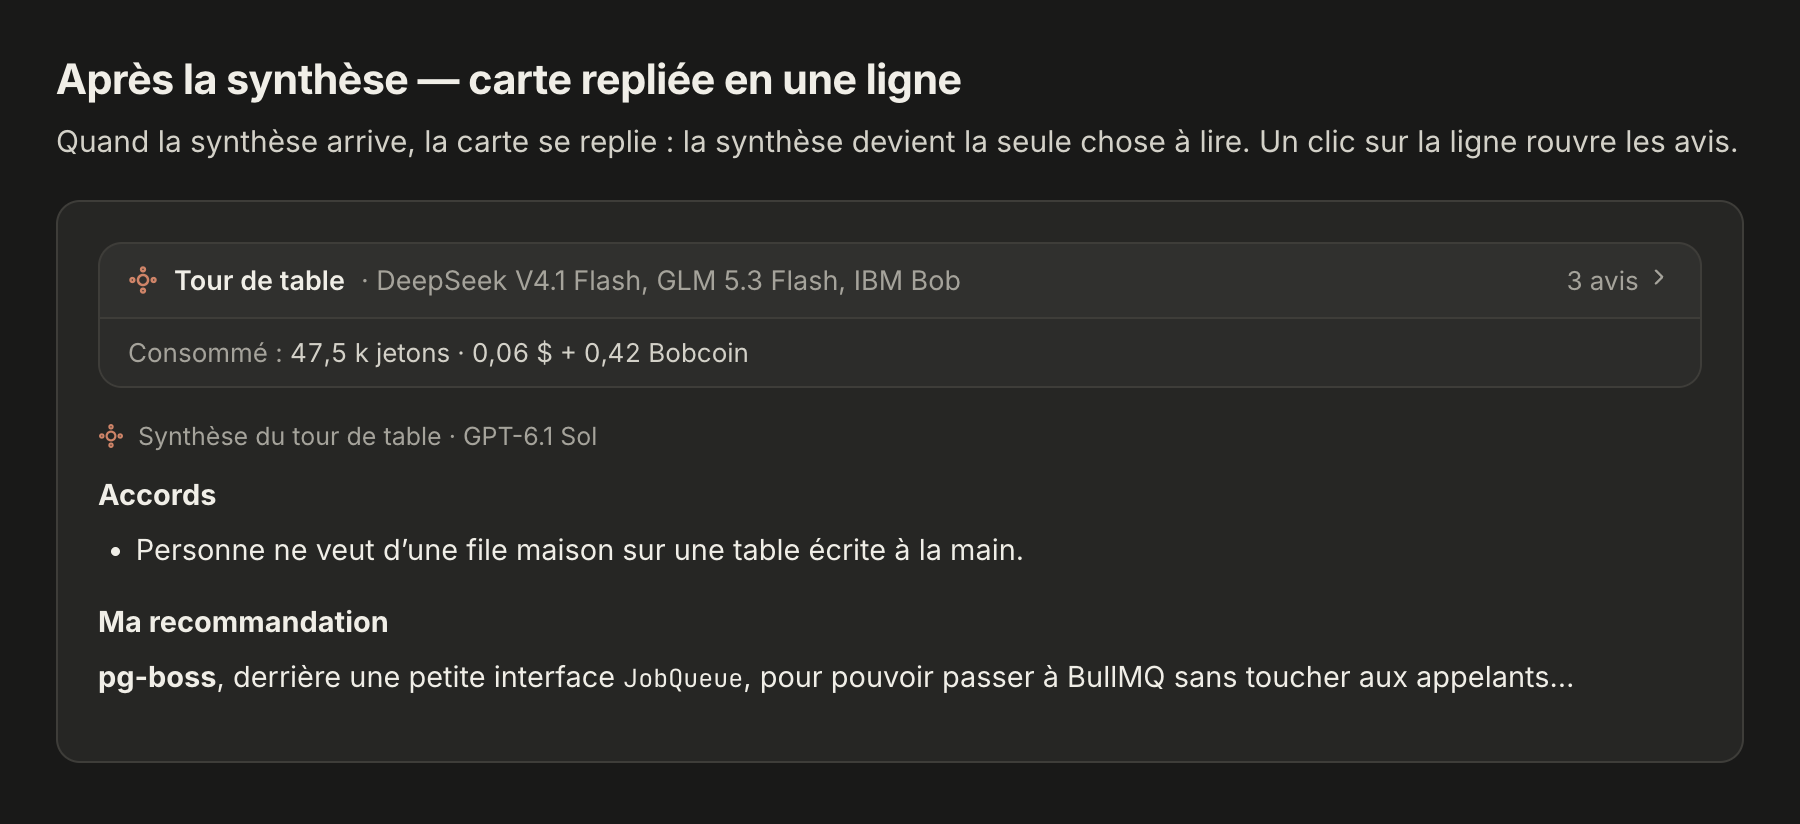 Après la synthèse — carte repliée en une ligne
Quand la synthèse arrive, la carte se replie : la synthèse devient la seule chose à lire. Un clic sur la ligne rouvre les avis.
Tour de table · DeepSeek V4.1 Flash, GLM 5.3 Flash, IBM Bob 3 avis >
Consommé : 47,5 k jetons · 0,06 $ + 0,42 Bobcoin
Synthèse du tour de table · GPT-6.1 Sol
Accords
• Personne ne veut d’une file maison sur une table écrite à la main.
Ma recommandation
pg-boss, derrière une petite interface JobQueue, pour pouvoir passer à BullMQ sans toucher aux appelants…